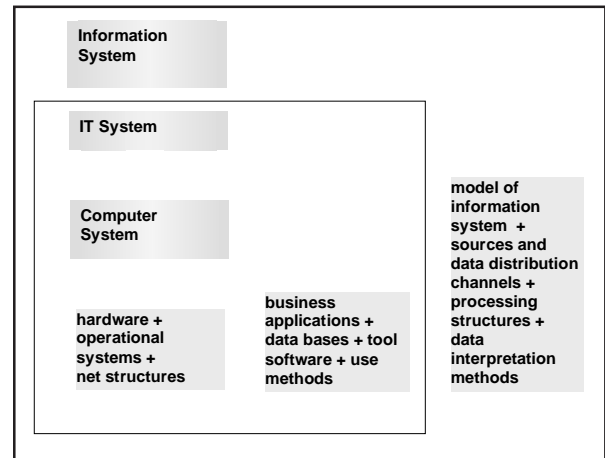 Information
System
IT System
Computer
System
hardware +
operational
systems +
net structures
business
applications +
data bases + tool
software + use
methods
model of
information
system +
sources and
data distribution
channels +
processing
structures +
data
interpretation
methods